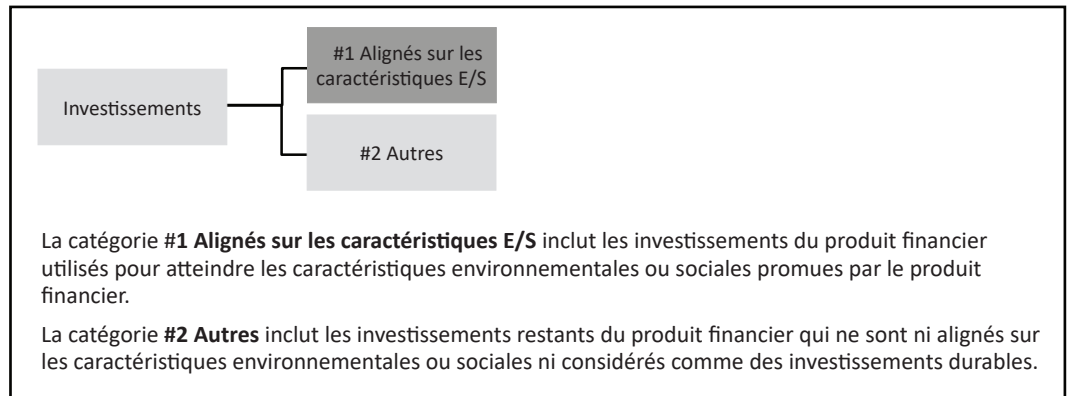 #1 Alignés sur les
caractéristiques E/S
Investissements
#2 Autres
La catégorie #1 Alignés sur les caractéristiques E/S inclut les investissements du produit financier
utilisés pour atteindre les caractéristiques environnementales ou sociales promues par le produit
financier.
La catégorie #2 Autres inclut les investissements restants du produit financier qui ne sont ni alignés sur
les caractéristiques environnementales ou sociales ni considérés comme des investissements durables.